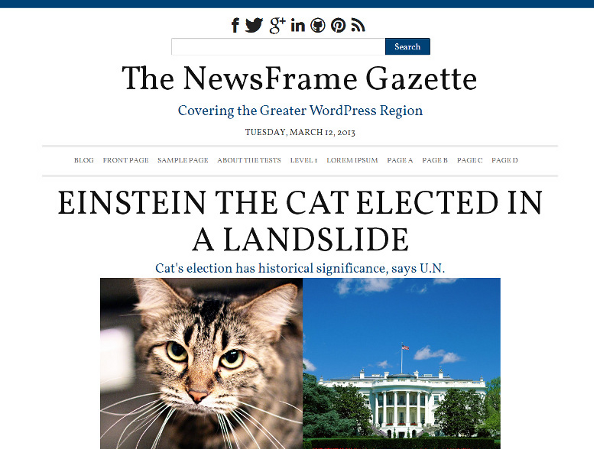 Search
The NewsFrame Gazette
Covering the Greater WordPress Region
TUESDAY, MARCH 12, 2013
BLOG FRONT PAGE SAMPLE PAGE ABOUT THE TESTS LEVEL 1 LOREM IPSUM PAGE A PAGE B PAGE C PAGE D
EINSTEIN THE CAT ELECTED IN
A LANDSLIDE
Cat's election has historical significance, says U.N.